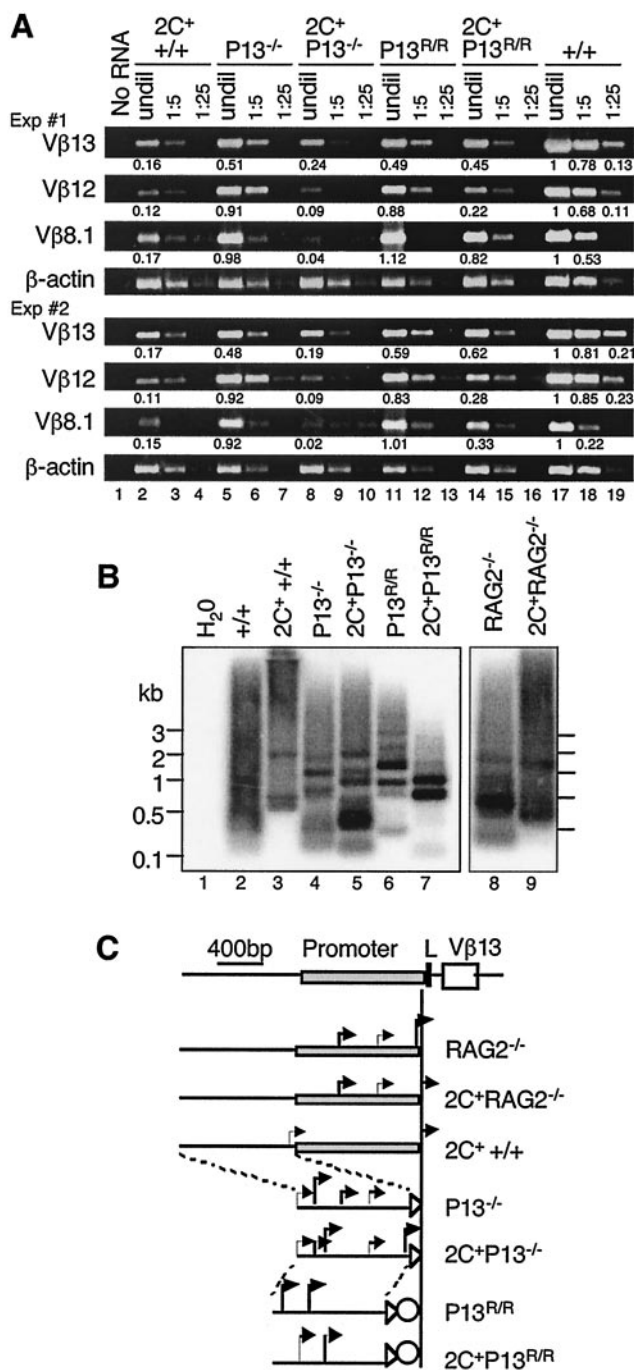 A
No RNA
2C⁺ +/+
P13⁻/⁻
2C⁺ P13⁻/⁻
P13ᴿ/ᴿ
2C⁺ P13ᴿ/ᴿ
+/+
undil 1:5 1:25 undil 1:5 1:25 undil 1:5 1:25 undil 1:5 1:25 undil 1:5 1:25 undil 1:5 1:25
Exp #1
Vβ13
0.16 0.51 0.24 0.49 0.45 1 0.78 0.13
Vβ12
0.12 0.91 0.09 0.88 0.22 1 0.68 0.11
Vβ8.1
0.17 0.98 0.04 1.12 0.82 1 0.53
β-actin
Exp #2
Vβ13
0.17 0.48 0.19 0.59 0.62 1 0.81 0.21
Vβ12
0.11 0.92 0.09 0.83 0.28 1 0.85 0.23
Vβ8.1
0.15 0.92 0.02 1.01 0.33 1 0.22
β-actin
1 2 3 4 5 6 7 8 9 10 11 12 13 14 15 16 17 18 19
B
H₂0
+/+
2C⁺ +/+
P13⁻/⁻
2C⁺P13⁻/⁻
P13ᴿ/ᴿ
2C⁺P13ᴿ/ᴿ
RAG2⁻/⁻
2C⁺RAG2⁻/⁻
kb
3
2
1
0.5
0.1
1 2 3 4 5 6 7 8 9
C
400bp Promoter L Vβ13
RAG2⁻/⁻
2C⁺RAG2⁻/⁻
2C⁺ +/+
P13⁻/⁻
2C⁺P13⁻/⁻
P13ᴿ/ᴿ
2C⁺P13ᴿ/ᴿ